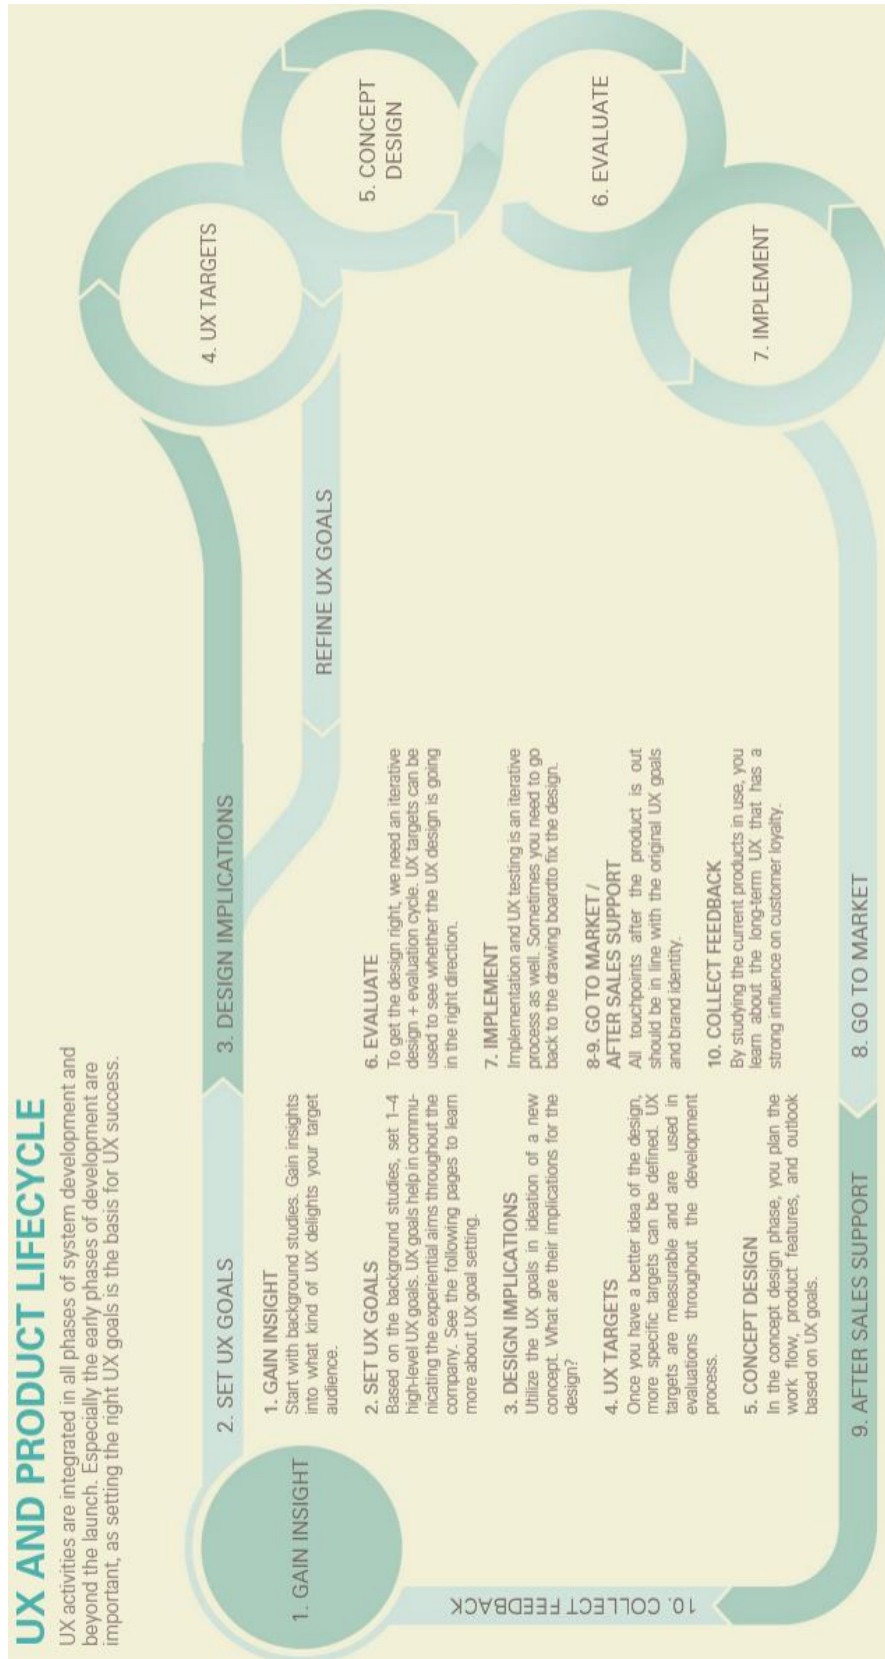 UX AND PRODUCT LIFECYCLE
UX activities are integrated in all phases of system development and
beyond the launch. Especially the early phases of development are
important, as setting the right UX goals is the basis for UX success.
1. GAIN INSIGHT
2. SET UX GOALS
3. DESIGN IMPLICATIONS
REFINE UX GOALS
4. UX TARGETS
5. CONCEPT
DESIGN
6. EVALUATE
7. IMPLEMENT
8. GO TO MARKET
9. AFTER SALES SUPPORT
10. COLLECT FEEDBACK
1. GAIN INSIGHT
Start with background studies. Gain insights
into what kind of UX delights your target
audience.
2. SET UX GOALS
Based on the background studies, set 1–4
high-level UX goals. UX goals help in commu-
nicating the experiential aims throughout the
company. See the following pages to learn
more about UX goal setting.
3. DESIGN IMPLICATIONS
Utilize the UX goals in ideation of a new
concept. What are their implications for the
design?
4. UX TARGETS
Once you have a better idea of the design,
more specific targets can be defined. UX
targets are measurable and are used in
evaluations throughout the development
process.
5. CONCEPT DESIGN
In the concept design phase, you plan the
work flow, product features, and outlook
based on UX goals.
6. EVALUATE
To get the design right, we need an iterative
design + evaluation cycle. UX targets can be
used to see whether the UX design is going
in the right direction.
7. IMPLEMENT
Implementation and UX testing is an iterative
process as well. Sometimes you need to go
back to the drawing boardto fix the design.
8-9. GO TO MARKET /
AFTER SALES SUPPORT
All touchpoints after the product is out
should be in line with the original UX goals
and brand identity.
10. COLLECT FEEDBACK
By studying the current products in use, you
learn about the long-term UX that has a
strong influence on customer loyalty.